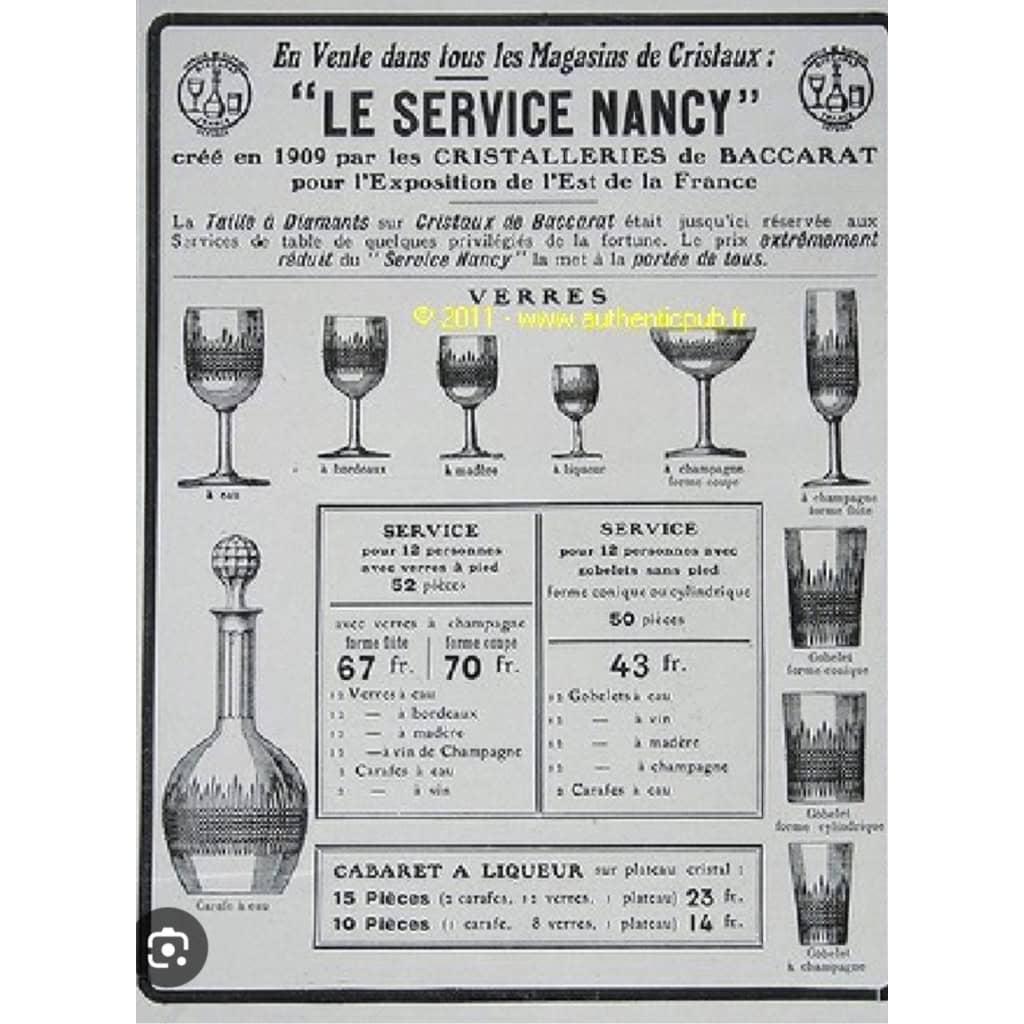 En Vente dans tous les Magasins de Cristaux :
"LE SERVICE NANCY"
créé en 1909 par les CRISTALLERIES de BACCARAT
pour l'Exposition de l'Est de la France
La Taille à Diamants sur Cristaux de Baccarat était jusqu'ici réservée aux
Services de table de quelques privilégiés de la fortune. Le prix extrêmement
réduit du "Service Nancy" la met à la portée de tous.
VERRES
© 2011 - www.authenticpub.fr
à eau
à bordeaux
à madère
à liqueur
à champagne
forme coupe
à champagne
forme flûte
SERVICE
pour 12 personnes
avec verres à pied
52 pièces
avec verres à champagne
forme flûte
67 fr.
forme coupe
70 fr.
12 Verres à eau
12 — à bordeaux
12 — à madère
12 — à vin de Champagne
2 Carafes à eau
2 — à vin
SERVICE
pour 12 personnes avec
gobelets sans pied
forme conique ou cylindrique
50 pièces
43 fr.
12 Gobelets à eau
12 — à vin
12 — à madère
12 — à champagne
2 Carafes à eau
Gobelet
forme conique
Gobelet
forme cylindrique
Gobelet
à champagne
Carafe à eau
CABARET A LIQUEUR sur plateau cristal :
15 Pièces (2 carafes, 12 verres, 1 plateau) 23 fr.
10 Pièces (1 carafe, 8 verres, 1 plateau) 14 fr.